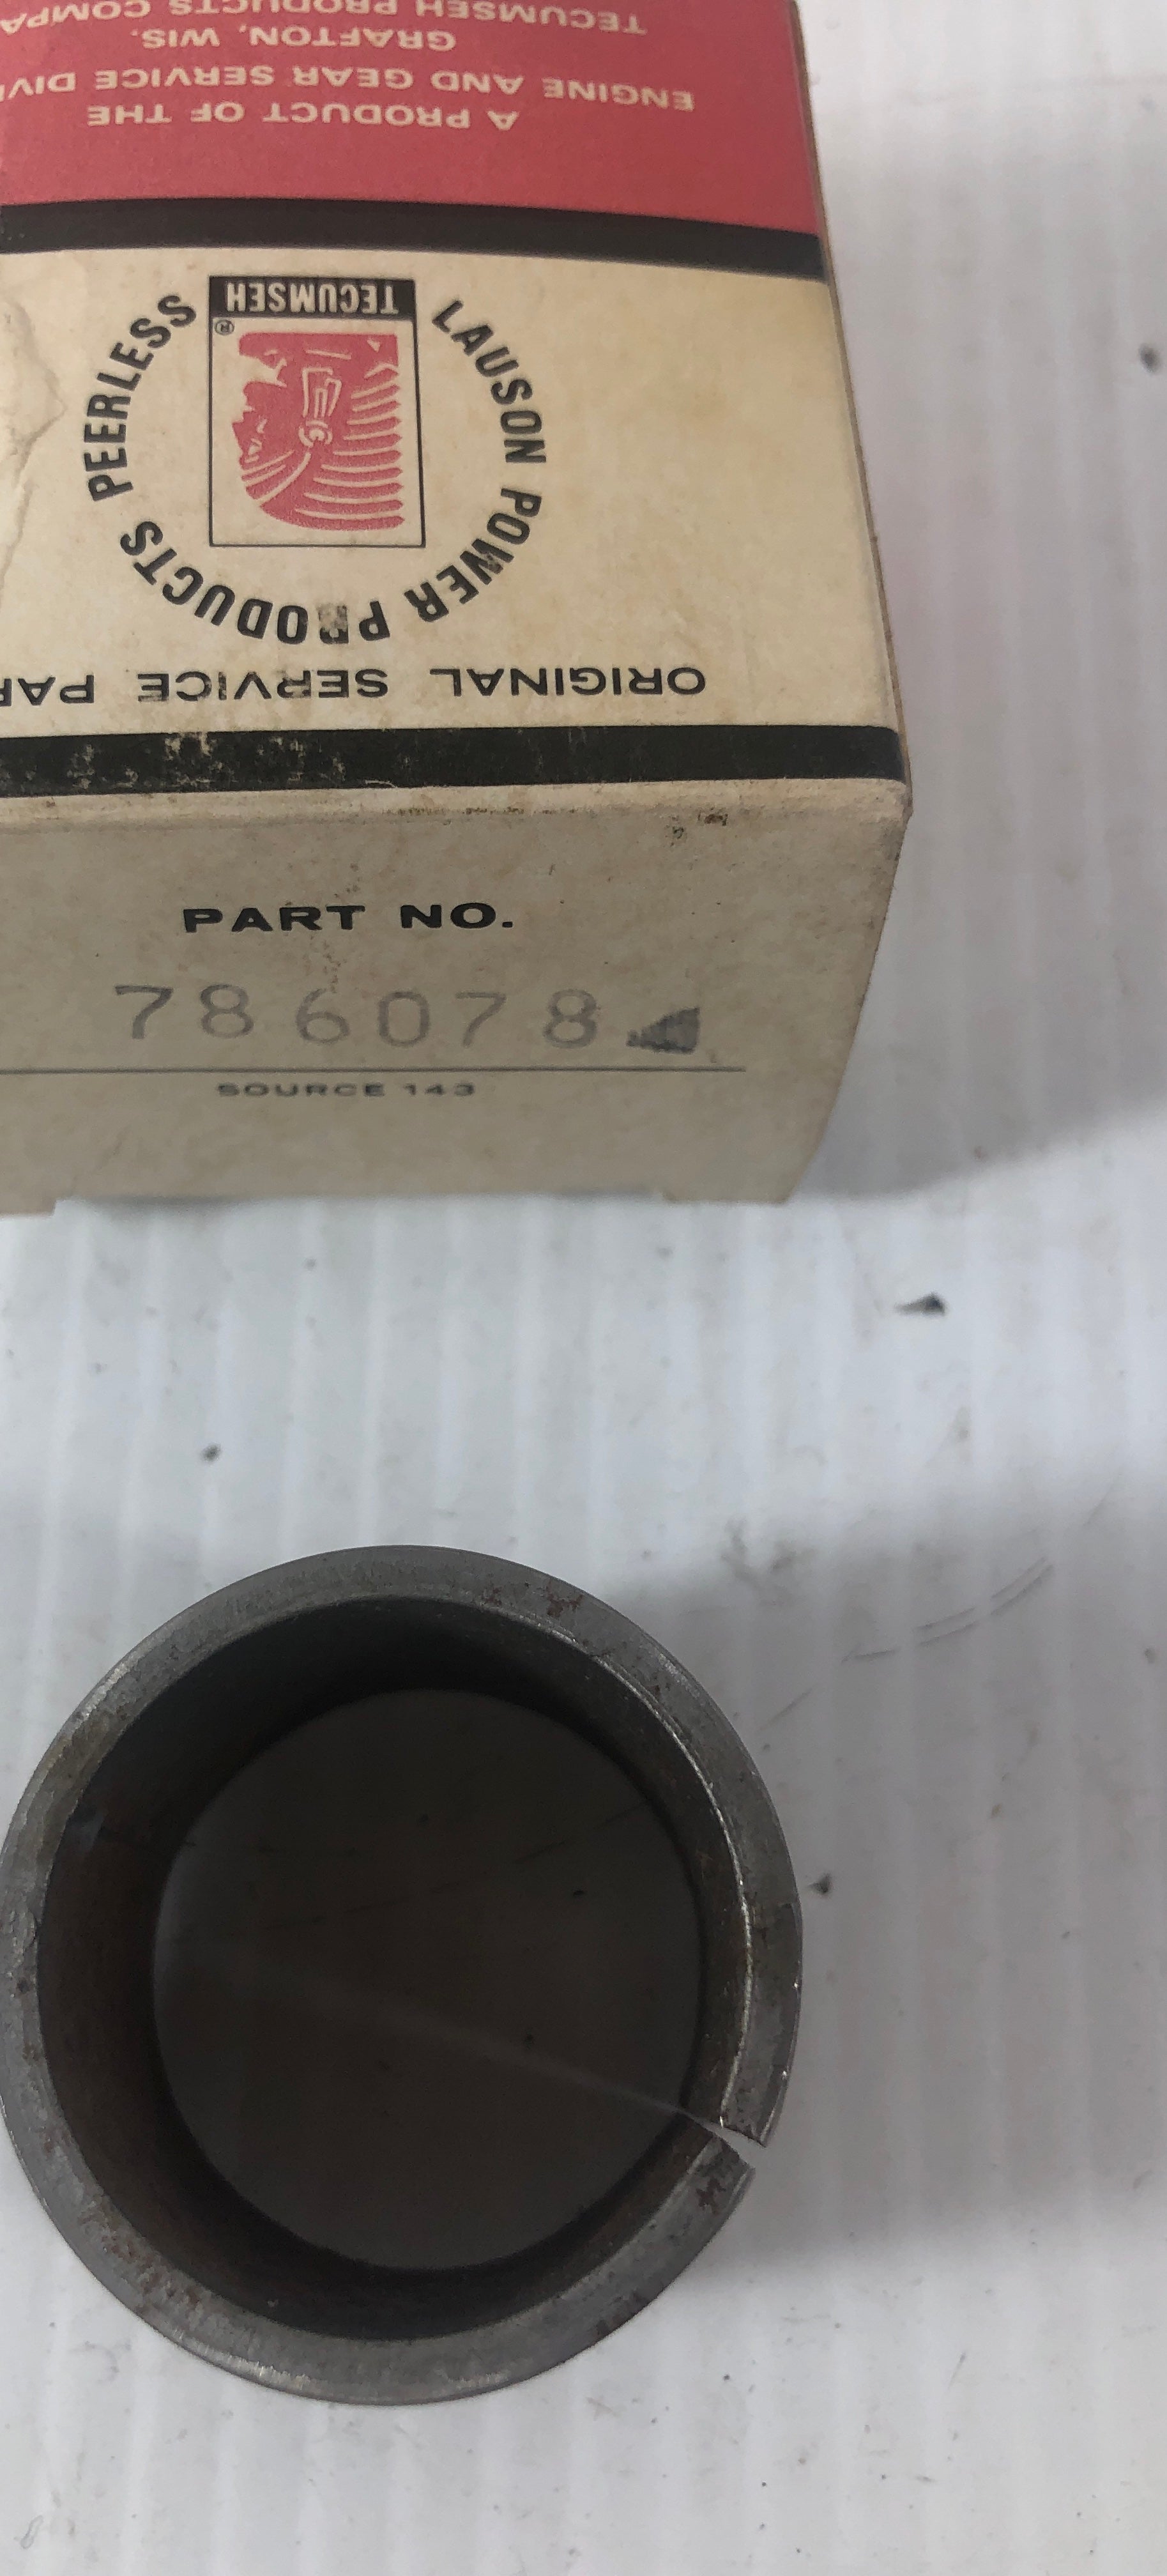 ORIGINAL SERVICE PAR
LAUSON POWER PRODUCTS PEERLESS
TECUMSEH
®
A PRODUCT OF THE
ENGINE AND GEAR SERVICE DIVI
GRAFTON, WIS.
TECUMSEH PRODUCTS COMPA
PART NO.
786078
SOURCE 143